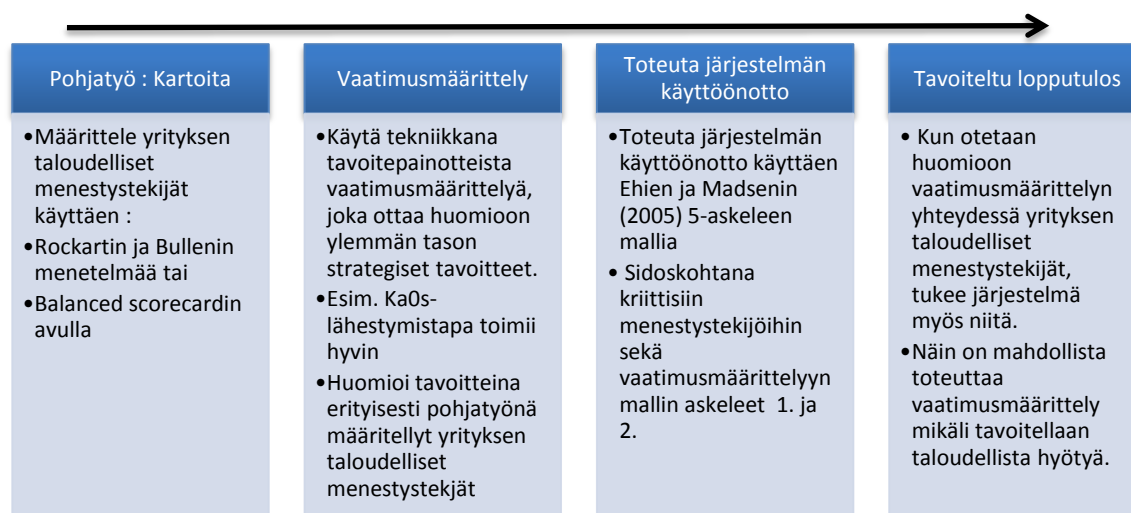 Pohjatyö : Kartoita
•Määrittele yrityksen
taloudelliset
menestystekijät
käyttäen :
•Rockartin ja Bullenin
menetelmää tai
•Balanced scorecardin
avulla
Vaatimusmäärittely
•Käytä tekniikkana
tavoitepainotteista
vaatimusmäärittelyä,
joka ottaa huomioon
ylemmän tason
strategiset tavoitteet.
•Esim. Ka0s-
lähestymistapa toimii
hyvin
•Huomioi tavoitteina
erityisesti pohjatyönä
määritellyt yrityksen
taloudelliset
menestystekjät
Toteuta järjestelmän
käyttöönotto
•Toteuta järjestelmän
käyttöönotto käyttäen
Ehien ja Madsenin
(2005) 5-askeleen
mallia
• Sidoskohtana
kriittisiin
menestystekijöihin
sekä
vaatimusmäärittelyyn
mallin askeleet 1. ja
2.
Tavoiteltu lopputulos
• Kun otetaan
huomioon
vaatimusmäärittelyn
yhteydessä yrityksen
taloudelliset
menestystekijät,
tukee järjestelmä
myös niitä.
•Näin on mahdollista
toteuttaa
vaatimusmäärittely
mikäli tavoitellaan
taloudellista hyötyä.